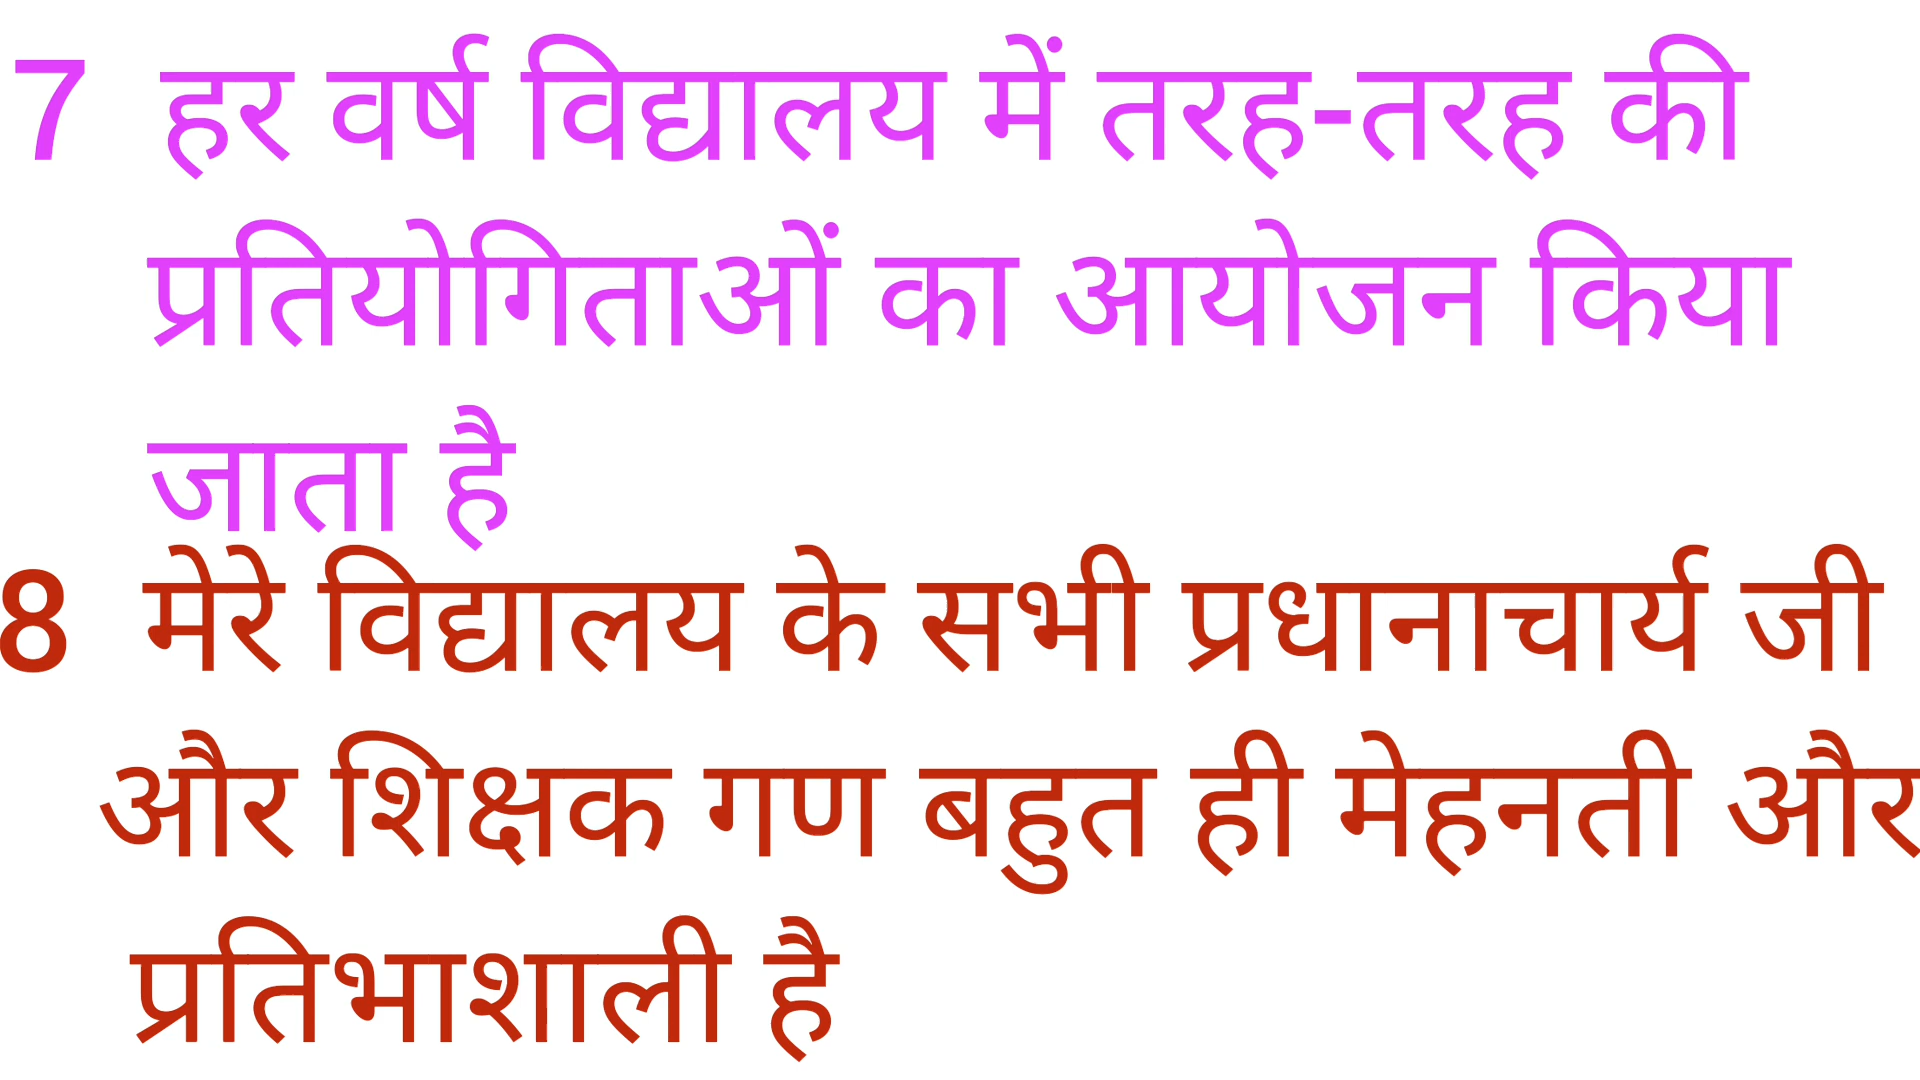 7 हर वर्ष विद्यालय में तरह-तरह की
प्रतियोगिताओं का आयोजन किया
जाता है
8 मेरे विद्यालय के सभी प्रधानाचार्य जी
और शिक्षक गण बहुत ही मेहनती और
प्रतिभाशाली है